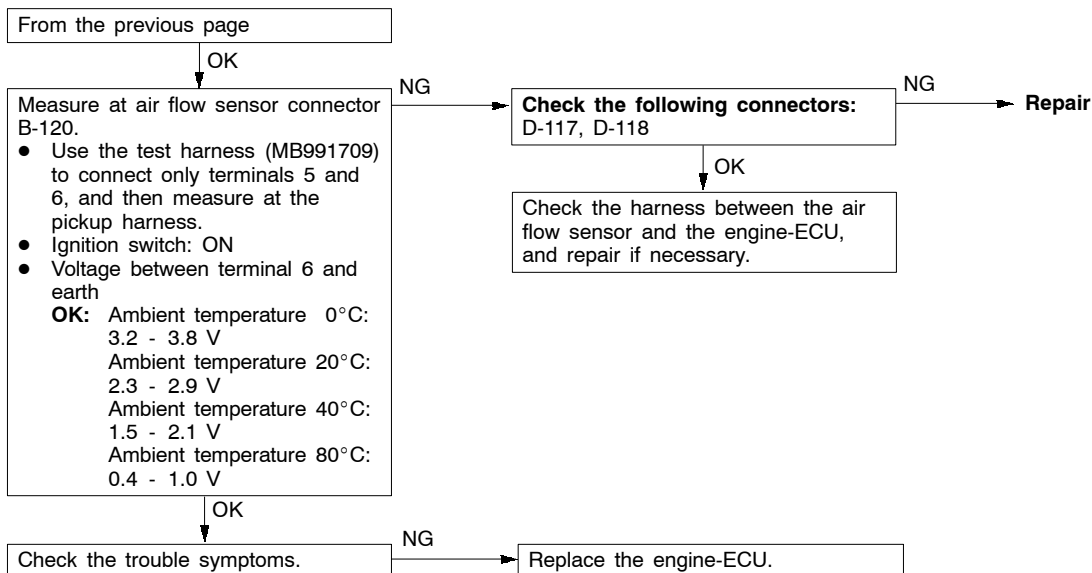 From the previous page
OK
Measure at air flow sensor connector
B-120.
● Use the test harness (MB991709)
to connect only terminals 5 and
6, and then measure at the
pickup harness.
● Ignition switch: ON
● Voltage between terminal 6 and
earth
OK: Ambient temperature 0°C:
3.2 - 3.8 V
Ambient temperature 20°C:
2.3 - 2.9 V
Ambient temperature 40°C:
1.5 - 2.1 V
Ambient temperature 80°C:
0.4 - 1.0 V
NG
Check the following connectors:
D-117, D-118
NG
Repair
OK
Check the harness between the air
flow sensor and the engine-ECU,
and repair if necessary.
OK
Check the trouble symptoms.
NG
Replace the engine-ECU.